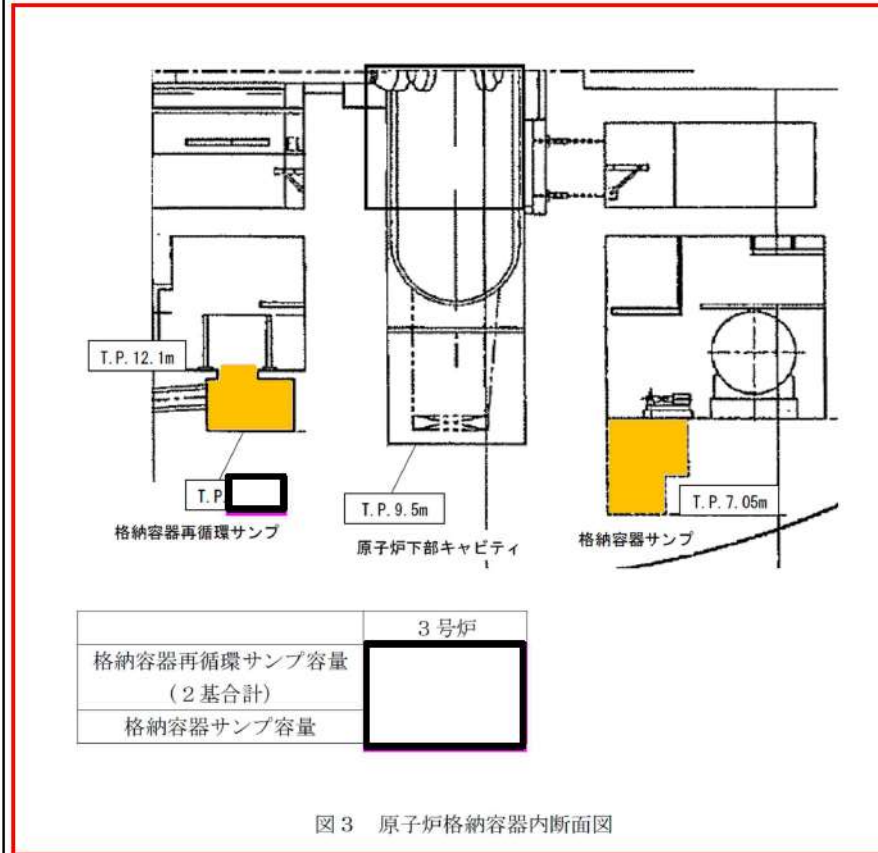 T.P.12.1m
T.P.
T.P.9.5m
T.P.7.05m
格納容器再循環サンプ
原子炉下部キャビティ
格納容器サンプ
3号炉
格納容器再循環サンプ容量
(2基合計)
格納容器サンプ容量
図3 原子炉格納容器内断面図